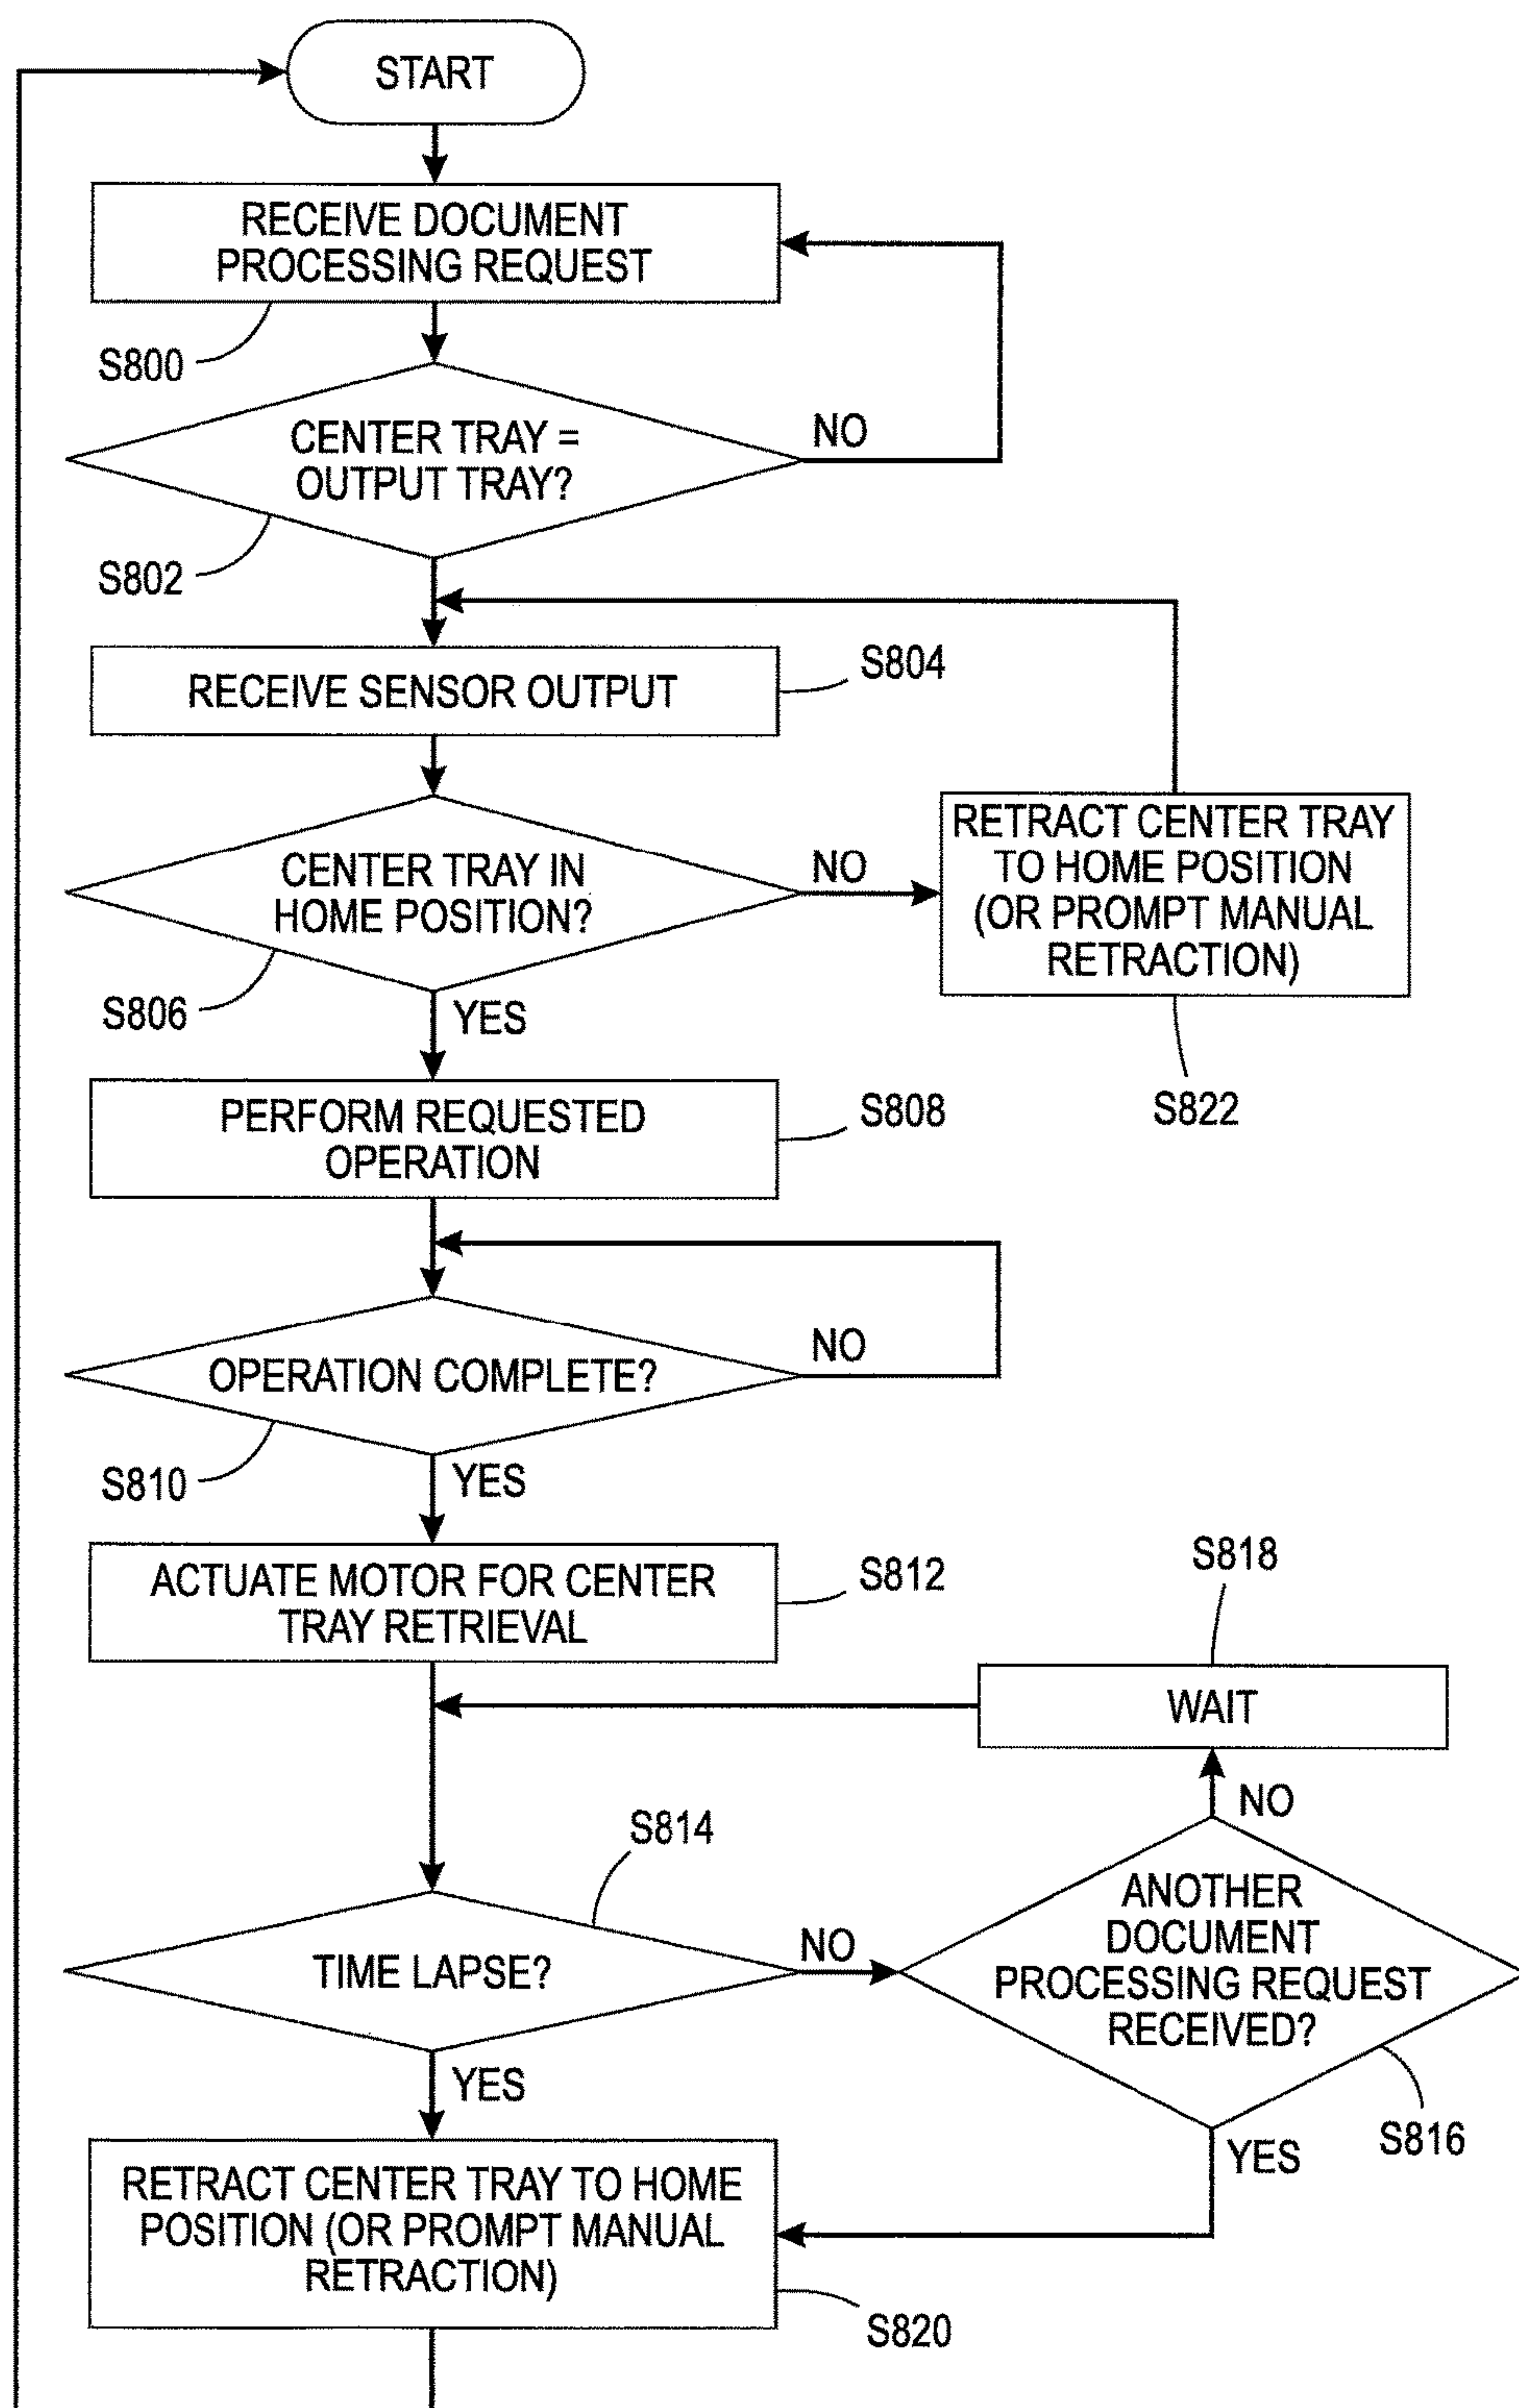 START
RECEIVE DOCUMENT
PROCESSING REQUEST
S800
CENTER TRAY =
OUTPUT TRAY?
NO
S802
RECEIVE SENSOR OUTPUT
S804
CENTER TRAY IN
HOME POSITION?
NO
RETRACT CENTER TRAY
TO HOME POSITION
(OR PROMPT MANUAL
RETRACTION)
S806
YES
S822
PERFORM REQUESTED
OPERATION
S808
OPERATION COMPLETE?
NO
S810
YES
ACTUATE MOTOR FOR CENTER
TRAY RETRIEVAL
S812
S818
WAIT
NO
S814
TIME LAPSE?
NO
ANOTHER
DOCUMENT
PROCESSING REQUEST
RECEIVED?
YES
S816
YES
RETRACT CENTER TRAY TO HOME
POSITION (OR PROMPT MANUAL
RETRACTION)
S820